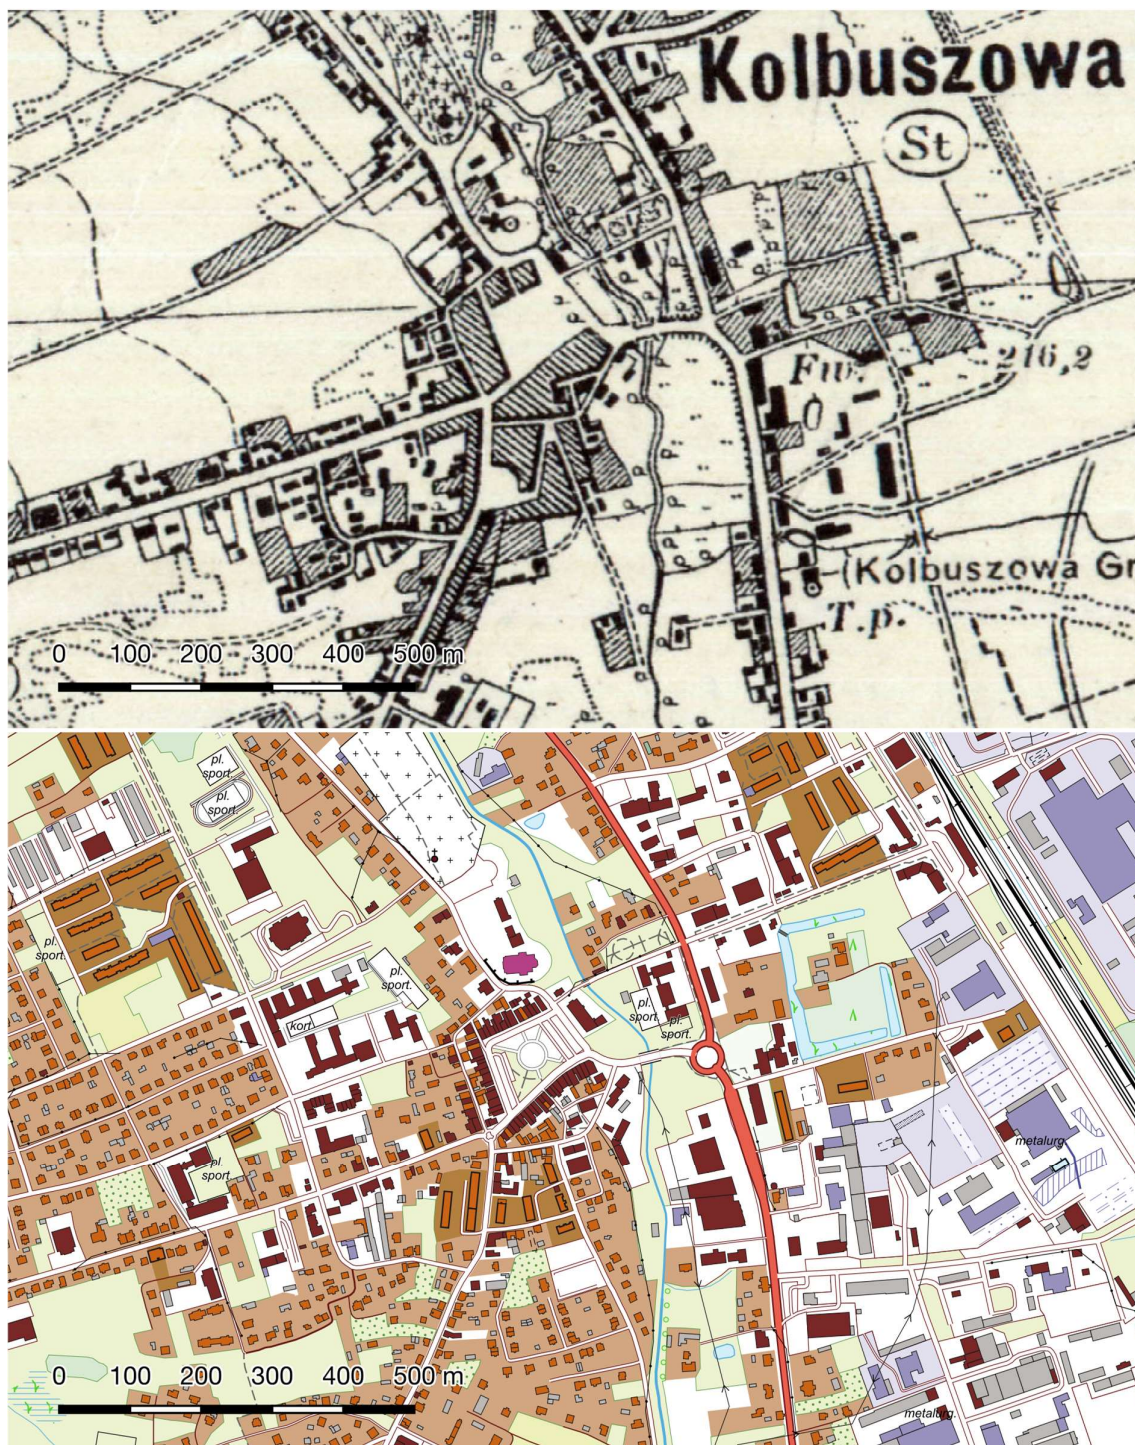 Kolbuszowa
St
Fw.
216,2
(Kolbuszowa Gr
T.p.
0 100 200 300 400 500 m
pl.
sport.
pl.
sport.
pl.
sport.
pl.
sport.
kort
pl.
sport.
pl.
sport.
pl.
sport.
metalurg.
0 100 200 300 400 500 m
metalurg.